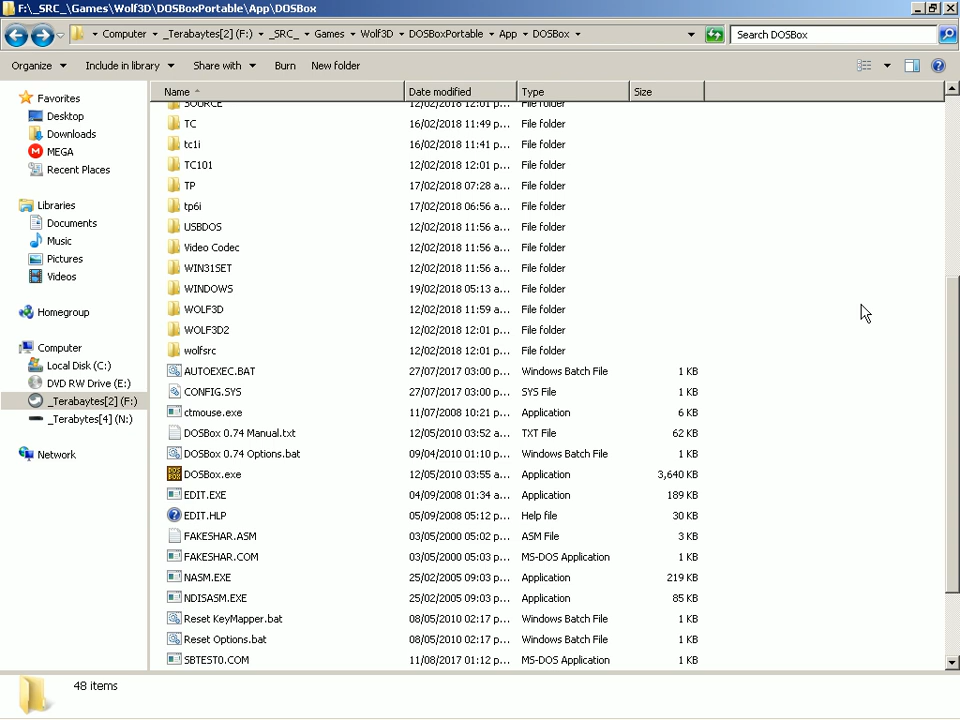 F:\_SRC_\Games\Wolf3D\DOSBoxPortable\App\DOSBox
Computer _Terabaytes[2] (F:) _SRC_ Games Wolf3D DOSBoxPortable App DOSBox Search DOSBox
Organize Include in library Share with Burn New folder
Favorites
Desktop
Downloads
MEGA
Recent Places
Libraries
Documents
Music
Pictures
Videos
Homegroup
Computer
Local Disk (C:)
DVD RW Drive (E:)
_Terabaytes[2] (F:)
_Terabytes[4] (N:)
Network
Name Date modified Type Size
SOURCE 12/02/2018 12:01 p... File folder
TC 16/02/2018 11:49 p... File folder
tc1i 16/02/2018 11:41 p... File folder
TC101 12/02/2018 12:01 p... File folder
TP 17/02/2018 07:28 a... File folder
tp6i 17/02/2018 06:56 a... File folder
USBDOS 12/02/2018 11:56 a... File folder
Video Codec 12/02/2018 11:56 a... File folder
WIN31SET 12/02/2018 11:56 a... File folder
WINDOWS 19/02/2018 05:13 a... File folder
WOLF3D 12/02/2018 11:59 a... File folder
WOLF3D2 12/02/2018 12:01 p... File folder
wolfsrc 12/02/2018 12:01 p... File folder
AUTOEXEC.BAT 27/07/2017 03:00 p... Windows Batch File 1 KB
CONFIG.SYS 27/07/2017 03:00 p... SYS File 1 KB
ctmouse.exe 11/07/2008 10:21 p... Application 6 KB
DOSBox 0.74 Manual.txt 12/05/2010 03:52 a... TXT File 62 KB
DOSBox 0.74 Options.bat 09/04/2010 01:10 p... Windows Batch File 1 KB
DOSBox.exe 12/05/2010 03:55 a... Application 3,640 KB
EDIT.EXE 04/09/2008 01:34 a... Application 189 KB
EDIT.HLP 05/09/2008 05:12 p... Help file 30 KB
FAKESHAR.ASM 03/05/2000 05:02 p... ASM File 3 KB
FAKESHAR.COM 03/05/2000 05:03 p... MS-DOS Application 1 KB
NASM.EXE 25/02/2005 09:03 p... Application 219 KB
NDISASM.EXE 25/02/2005 09:03 p... Application 85 KB
Reset KeyMapper.bat 08/05/2010 02:17 p... Windows Batch File 1 KB
Reset Options.bat 08/05/2010 02:17 p... Windows Batch File 1 KB
SBTEST0.COM 11/08/2017 01:12 p... MS-DOS Application 1 KB
48 items